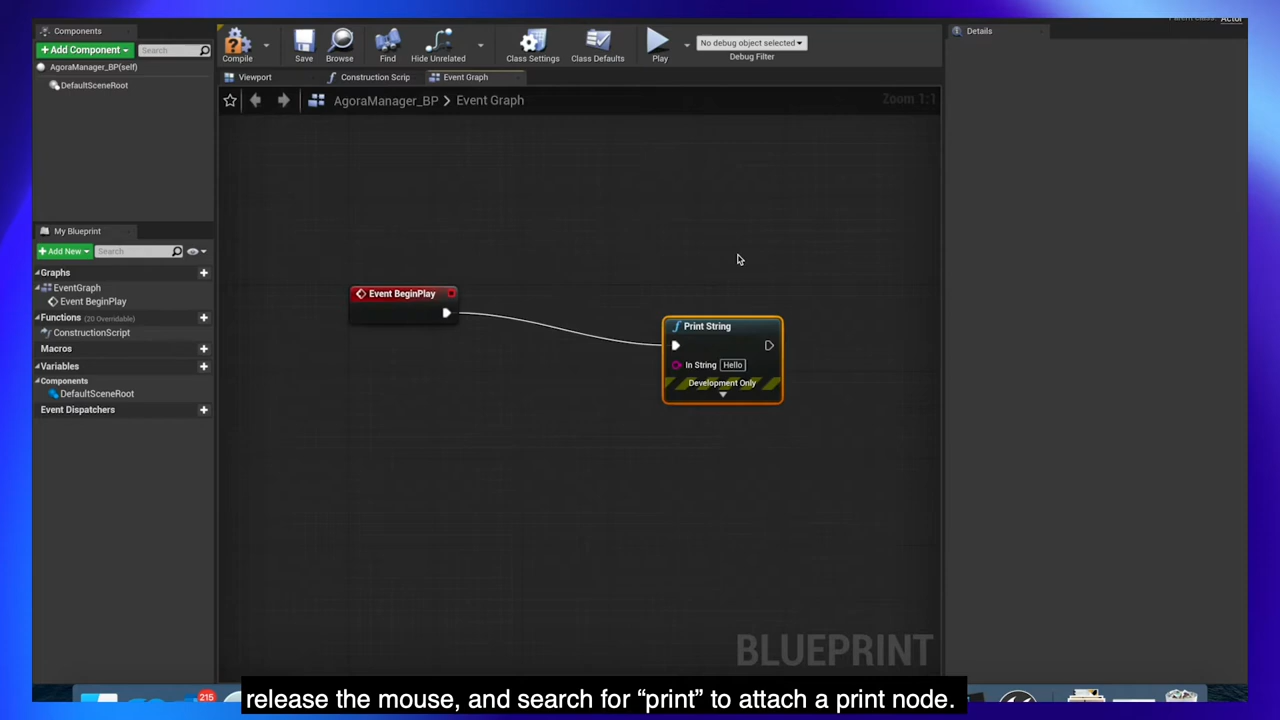 Parent class: Actor
Components
Details
+ Add Component
Search
AgoraManager_BP(self)
DefaultSceneRoot
Compile
Save
Browse
Find
Hide Unrelated
Class Settings
Class Defaults
Play
No debug object selected
Debug Filter
Viewport
Construction Scrip
Event Graph
AgoraManager_BP > Event Graph
Zoom 1:1
My Blueprint
+ Add New
Search
Graphs
EventGraph
Event BeginPlay
Functions (20 Overridable)
ConstructionScript
Macros
Variables
Components
DefaultSceneRoot
Event Dispatchers
Event BeginPlay
Print String
In String Hello
Development Only
BLUEPRINT
215
release the mouse, and search for “print” to attach a print node.